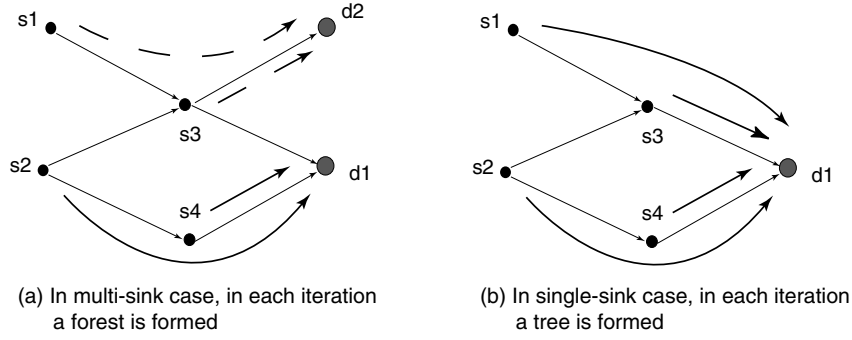 s1
d2
s3
s2
d1
s4
(a) In multi-sink case, in each iteration
a forest is formed
s1
s3
s2
d1
s4
(b) In single-sink case, in each iteration
a tree is formed